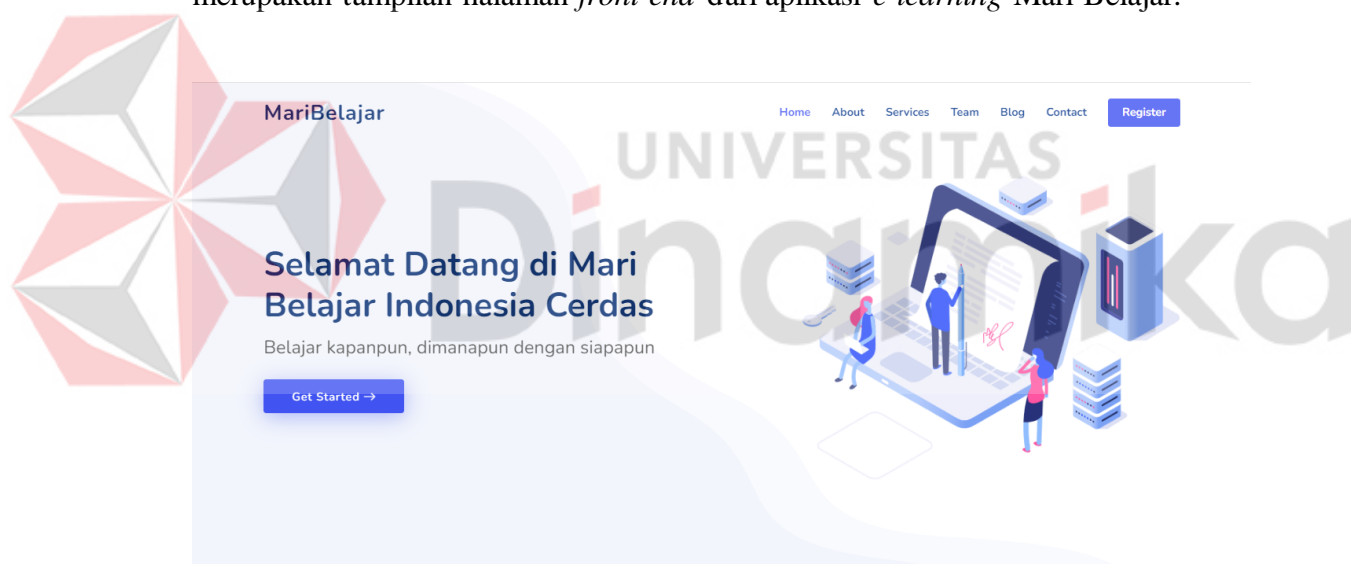 merupakan tampilan halaman front end dari aplikasi e-learning Mari Belajar.
MariBelajar
Home About Services Team Blog Contact Register
UNIVERSITAS
Dinamika
Selamat Datang di Mari
Belajar Indonesia Cerdas
Belajar kapanpun, dimanapun dengan siapapun
Get Started →